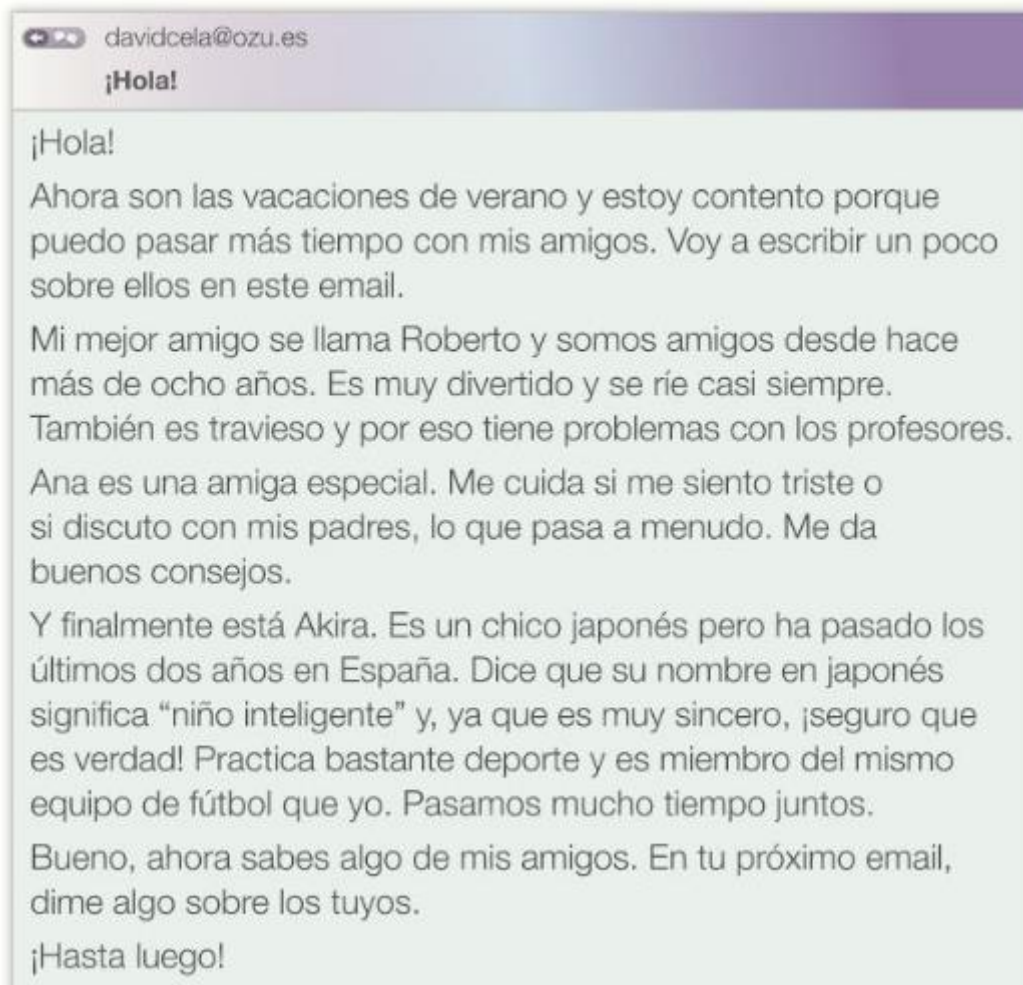 davidcela@ozu.es
¡Hola!
¡Hola!
Ahora son las vacaciones de verano y estoy contento porque
puedo pasar más tiempo con mis amigos. Voy a escribir un poco
sobre ellos en este email.
Mi mejor amigo se llama Roberto y somos amigos desde hace
más de ocho años. Es muy divertido y se ríe casi siempre.
También es travieso y por eso tiene problemas con los profesores.
Ana es una amiga especial. Me cuida si me siento triste o
si discuto con mis padres, lo que pasa a menudo. Me da
buenos consejos.
Y finalmente está Akira. Es un chico japonés pero ha pasado los
últimos dos años en España. Dice que su nombre en japonés
significa “niño inteligente” y, ya que es muy sincero, ¡seguro que
es verdad! Practica bastante deporte y es miembro del mismo
equipo de fútbol que yo. Pasamos mucho tiempo juntos.
Bueno, ahora sabes algo de mis amigos. En tu próximo email,
dime algo sobre los tuyos.
¡Hasta luego!